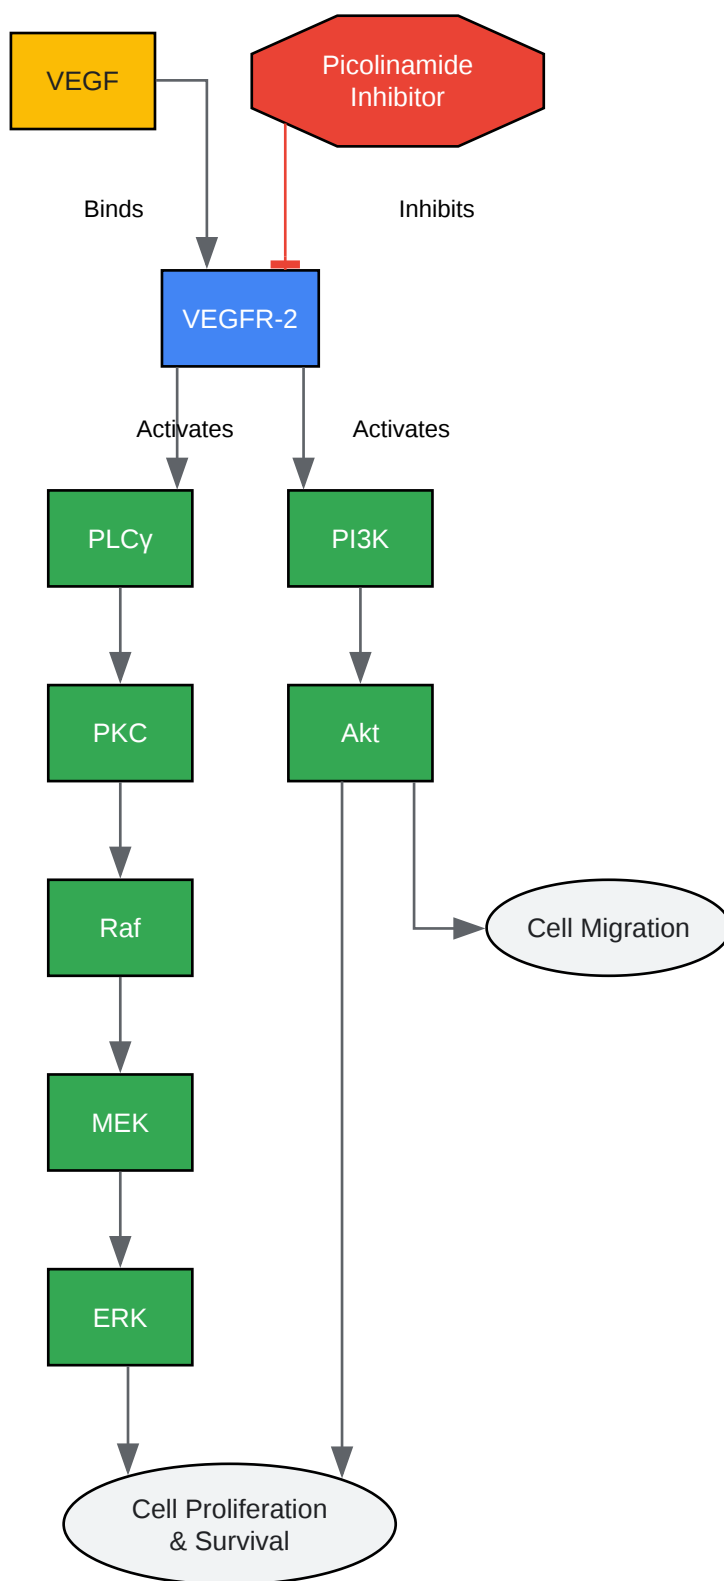 VEGF
Picolinamide
Inhibitor
Binds
Inhibits
VEGFR-2
Activates
Activates
PLCγ
PI3K
PKC
Akt
Raf
Cell Migration
MEK
ERK
Cell Proliferation
& Survival